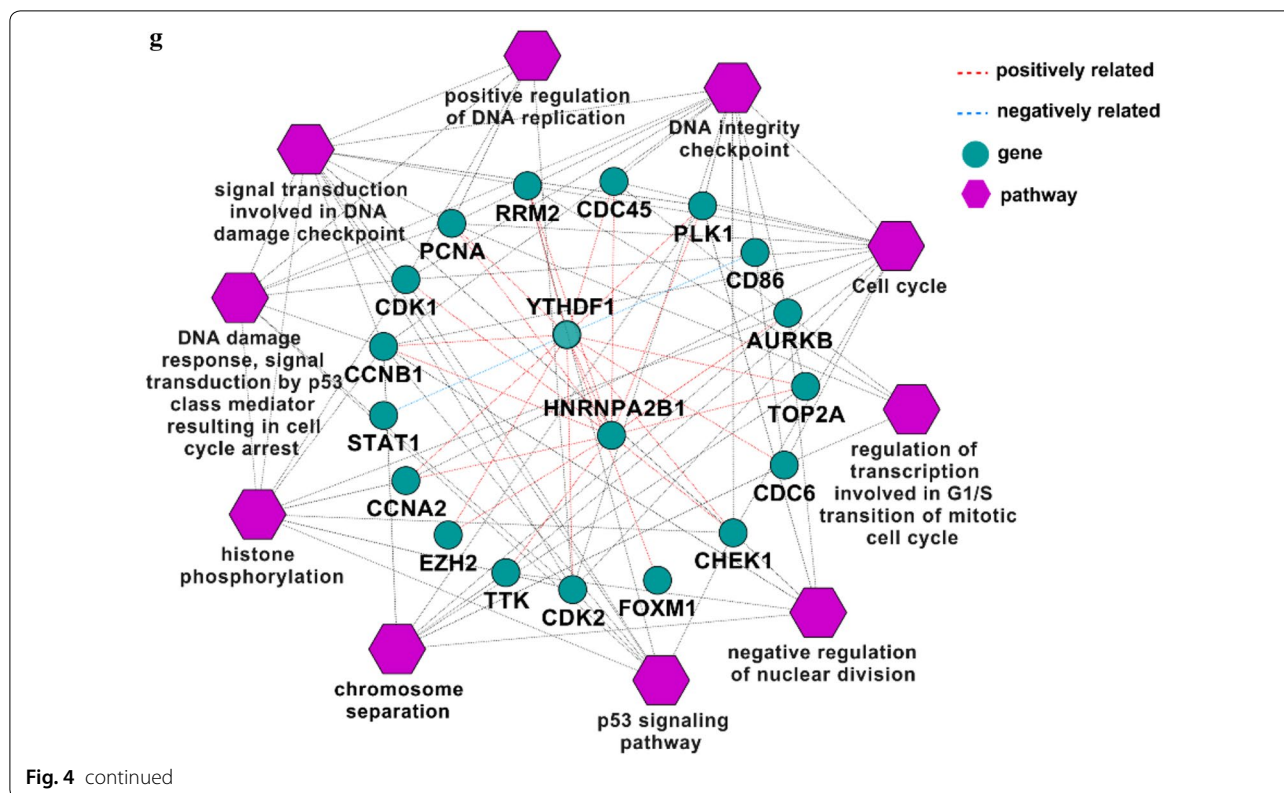 g
positively related
negatively related
gene
pathway
positive regulation
of DNA replication
DNA integrity
checkpoint
signal transduction
involved in DNA
damage checkpoint
RRM2
CDC45
PLK1
PCNA
CD86
Cell cycle
CDK1
YTHDF1
AURKB
DNA damage
response, signal
transduction by p53
class mediator
resulting in cell
cycle arrest
CCNB1
HNRNPA2B1
TOP2A
STAT1
regulation of
transcription
involved in G1/S
transition of mitotic
cell cycle
CCNA2
CDC6
histone
phosphorylation
EZH2
CHEK1
TTK
CDK2
FOXM1
negative regulation
of nuclear division
chromosome
separation
p53 signaling
pathway
Fig. 4 continued